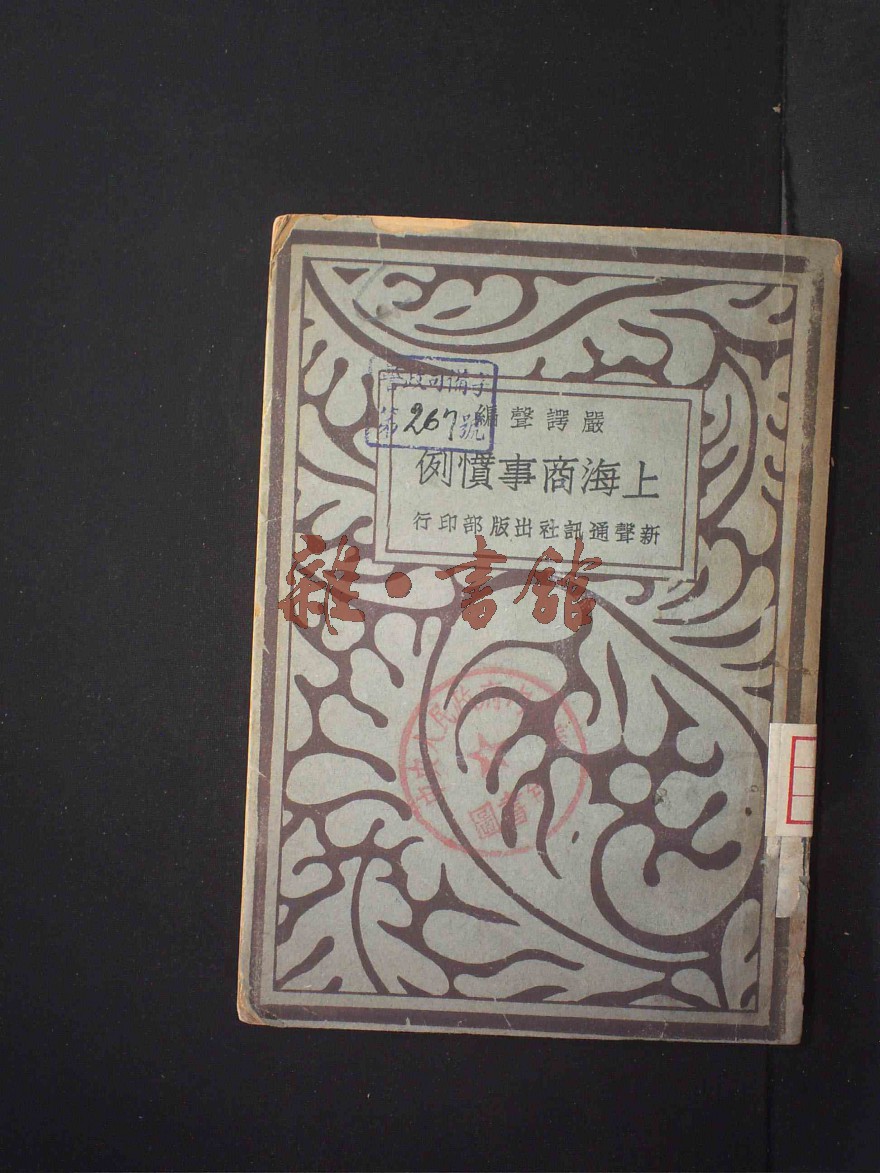 嚴諤聲編
上海商事慣例
新聲通訊社出版部印行
第267號
雜·書館